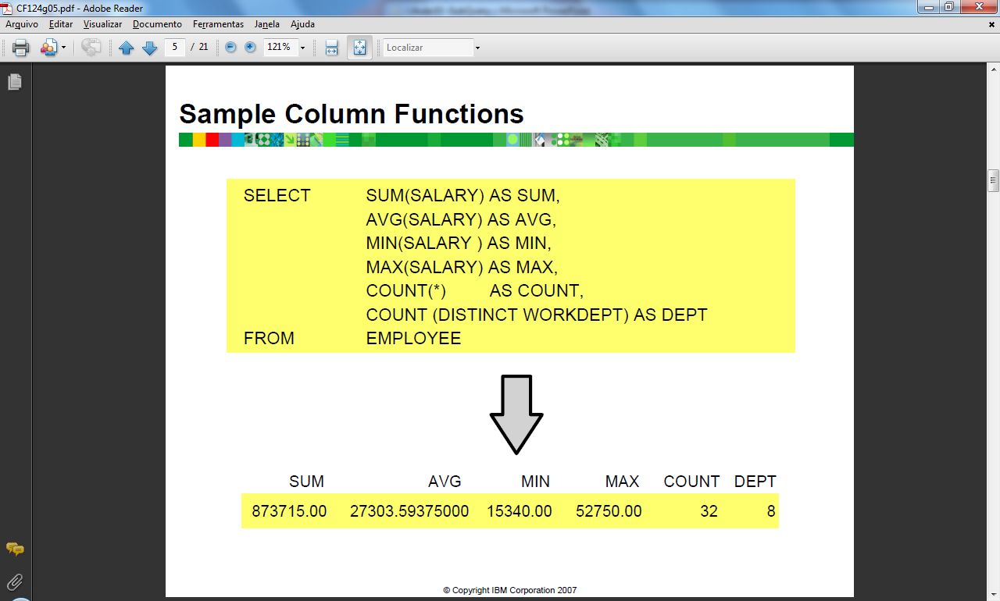 CF124g05.pdf - Adobe Reader
Arquivo Editar Visualizar Documento Ferramentas Janela Ajuda
5 / 21 121% Localizar
Sample Column Functions
SELECT SUM(SALARY) AS SUM,
AVG(SALARY) AS AVG,
MIN(SALARY ) AS MIN,
MAX(SALARY) AS MAX,
COUNT(*) AS COUNT,
COUNT (DISTINCT WORKDEPT) AS DEPT
FROM EMPLOYEE
SUM AVG MIN MAX COUNT DEPT
873715.00 27303.59375000 15340.00 52750.00 32 8
© Copyright IBM Corporation 2007